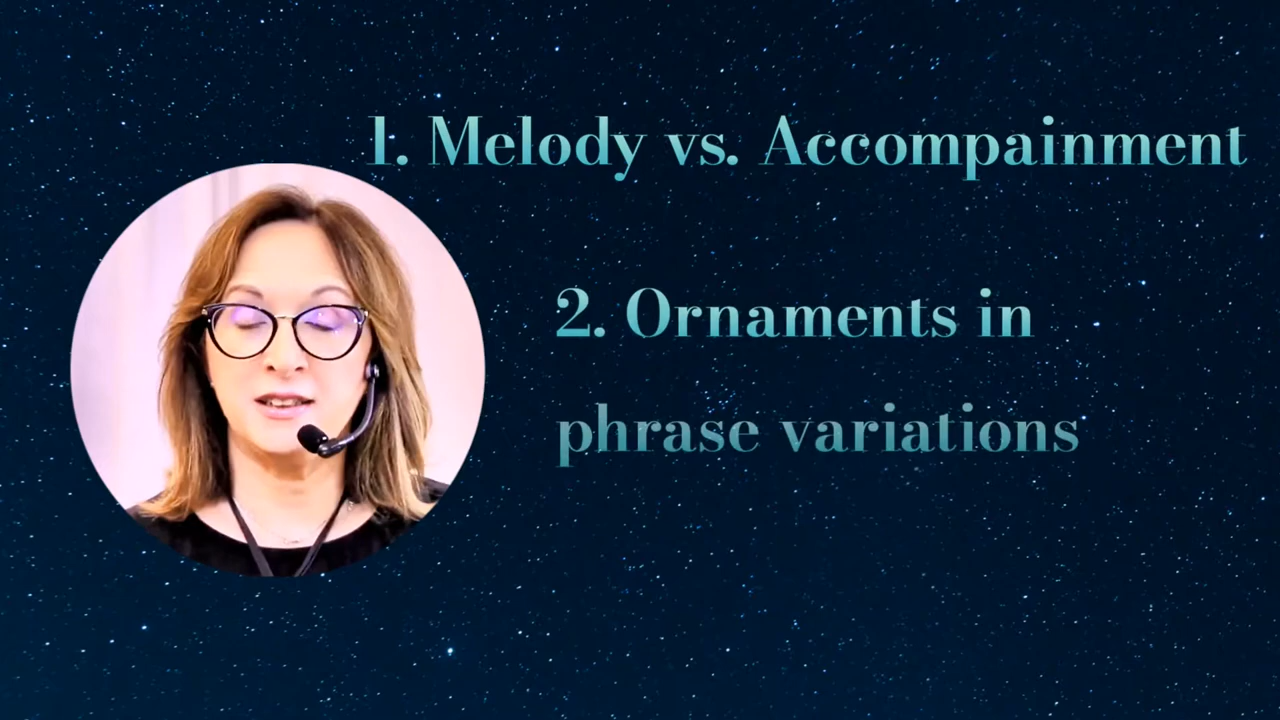 1. Melody vs. Accompainment
2. Ornaments in
phrase variations